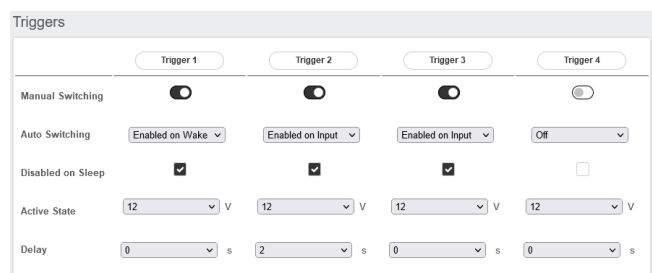 Triggers
Trigger 1 Trigger 2 Trigger 3 Trigger 4
Manual Switching
Auto Switching Enabled on Wake Enabled on Input Enabled on Input Off
Disabled on Sleep
Active State 12 V 12 V 12 V 12 V
Delay 0 s 2 s 0 s 0 s